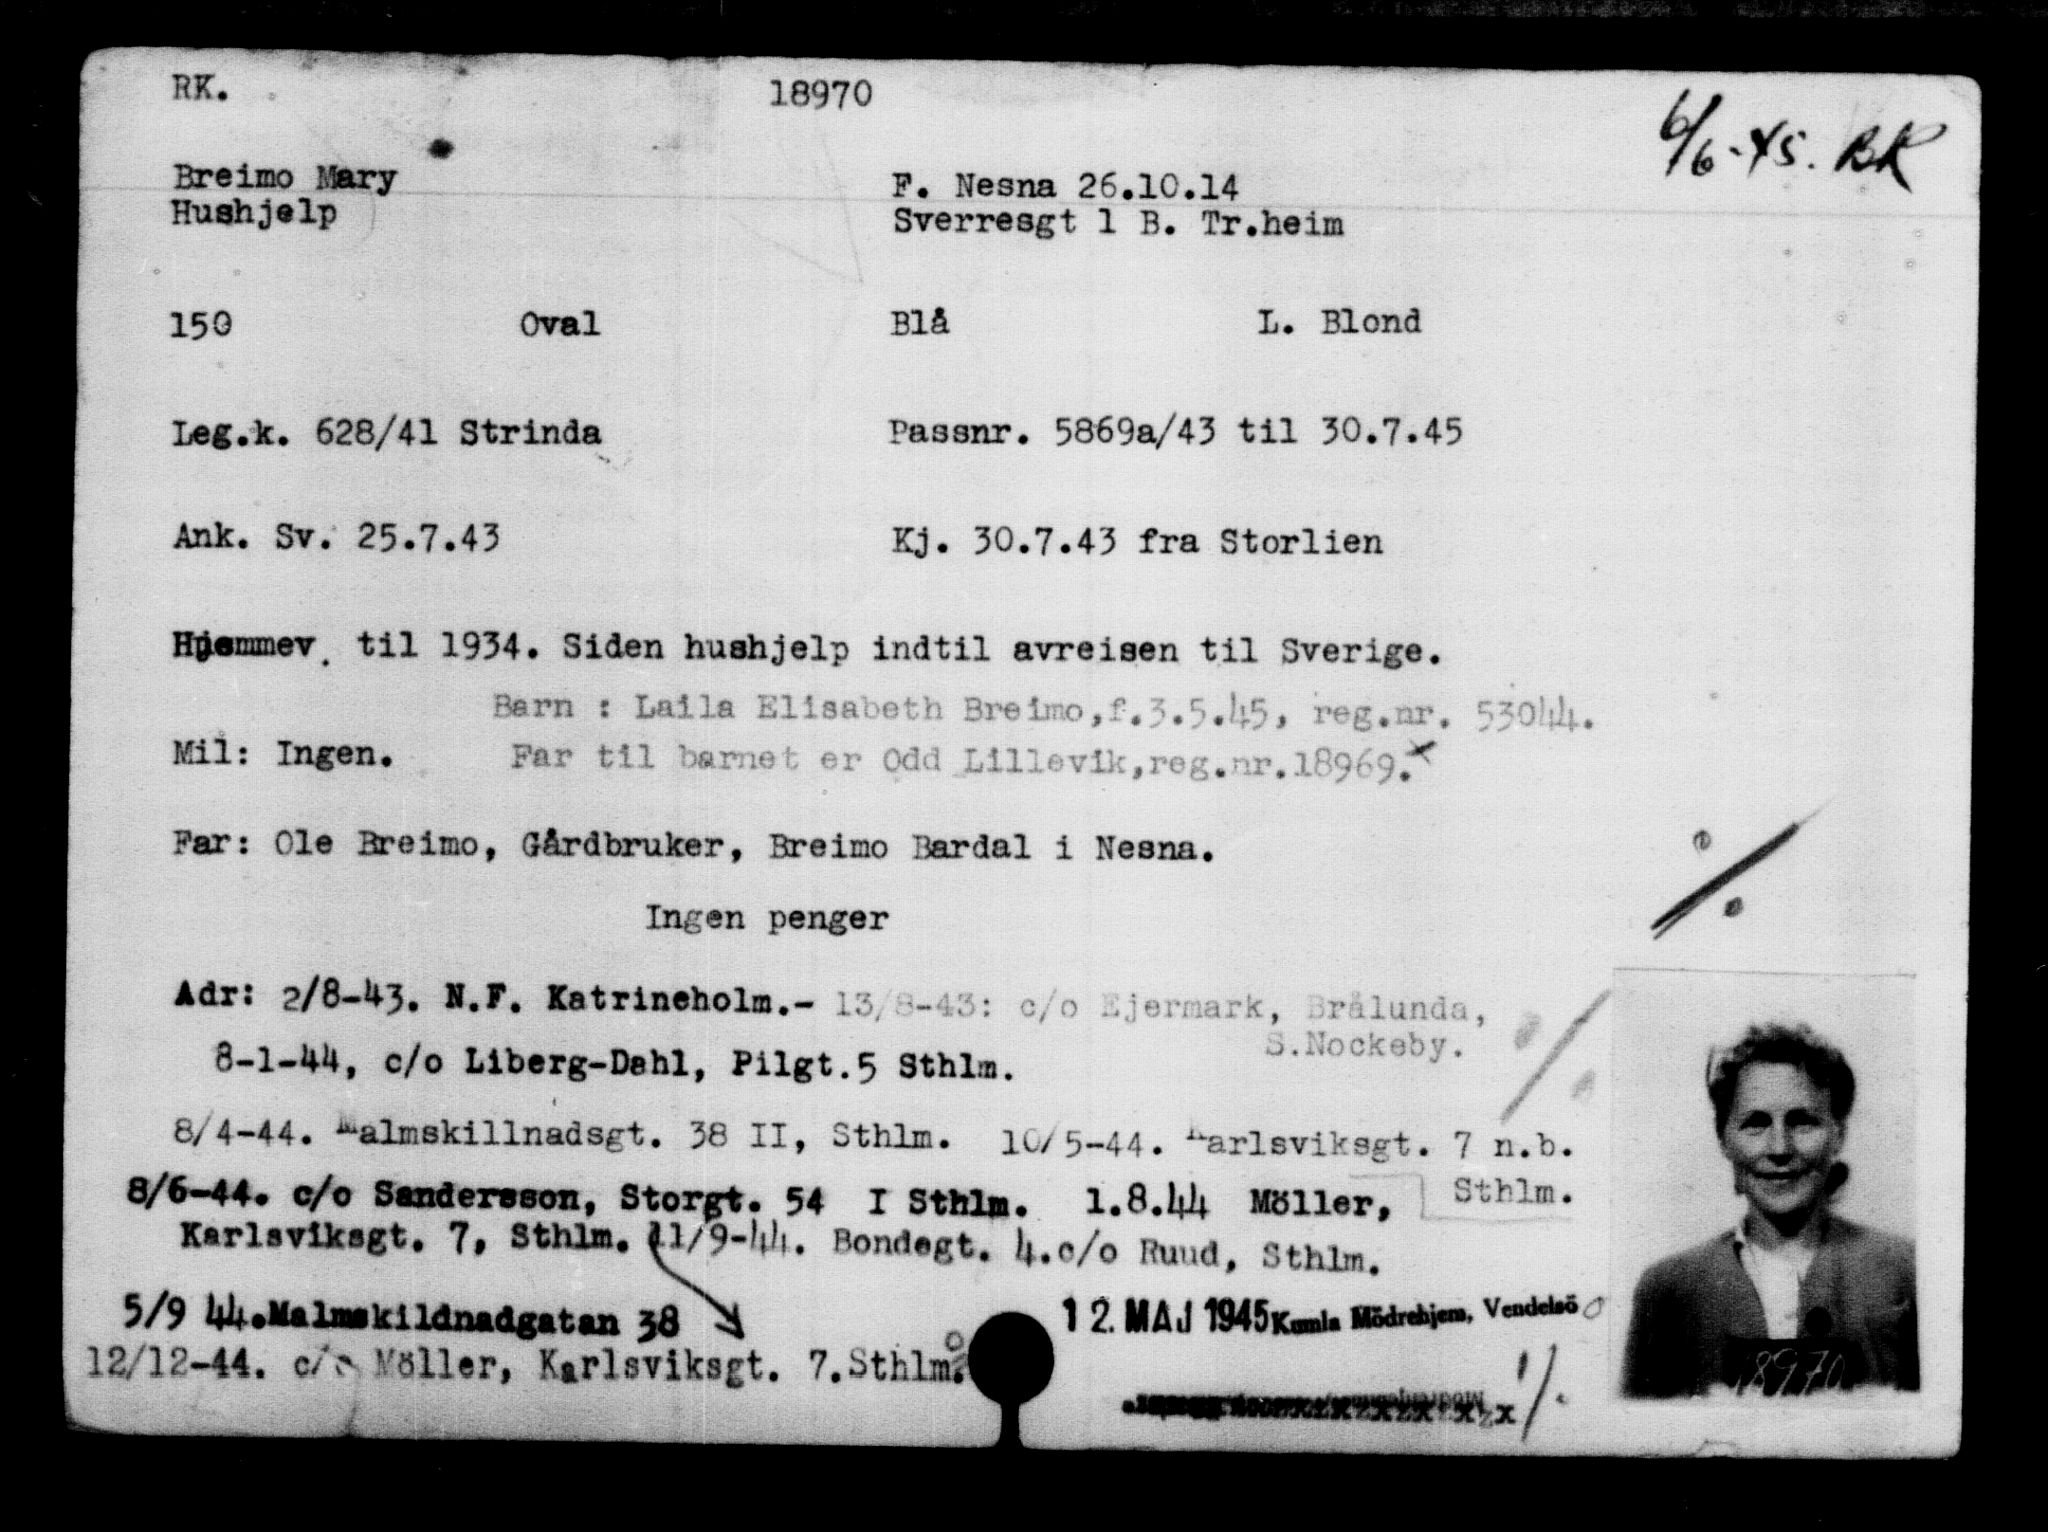 RK. 18970 6/6-45. BK
Breimo Mary F. Nesna 26.10.14
Hushjelp Sverresgt 1 B. Tr.heim
150 Oval Blå L. Blond
Leg.k. 628/41 Strinda Passnr. 5869a/43 til 30.7.45
Ank. Sv. 25.7.43 Kj. 30.7.43 fra Storlien
Hjemmev. til 1934. Siden hushjelp indtil avreisen til Sverige.
Barn : Laila Elisabeth Breimo,f.3.5.45, reg.nr. 53044.
Mil: Ingen. Far til barnet er Odd Lillevik,reg.nr.18969.
Far: Ole Breimo, Gårdbruker, Breimo Bardal i Nesna.
Ingen penger
Adr: 2/8-43. N.F. Katrineholm.- 13/8-43: c/o Ejermark, Brålunda,
S.Nockeby.
8-1-44, c/o Liberg-Dahl, Pilgt.5 Sthlm.
8/4-44. Malmskillnadsgt. 38 II, Sthlm. 10/5-44. Karlsviksgt. 7 n.b.
Sthlm.
8/6-44. c/o Sandersson, Storgt. 54 I Sthlm. 1.8.44 Möller,
Karlsviksgt. 7, Sthlm. 11/9-44. Bondegt. 4.c/o Ruud, Sthlm.
5/9 44.Malmskildnadgatan 38 12. MAJ 1945 Kumla Mödrehjem, Vendelsö
12/12-44. c/o Möller, Karlsviksgt. 7.Sthlm.
18970